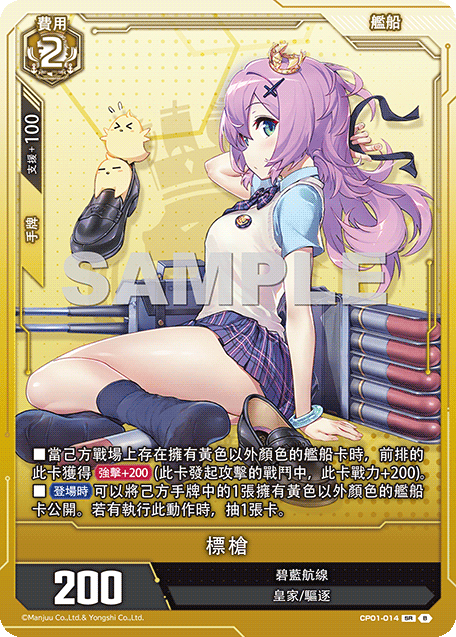 費用
2
艦船
支援+100
手牌
SAMPLE
■當己方戰場上存在擁有黃色以外顏色的艦船卡時，前排的
此卡獲得 強擊+200 (此卡發起攻擊的戰鬥中，此卡戰力+200)。
■ 登場時 可以將己方手牌中的1張擁有黃色以外顏色的艦船
卡公開。若有執行此動作時，抽1張卡。
標槍
200
碧藍航線
皇家/驅逐
©Manjuu Co.,Ltd.& Yongshi Co.,Ltd.
CP01-014 SR B